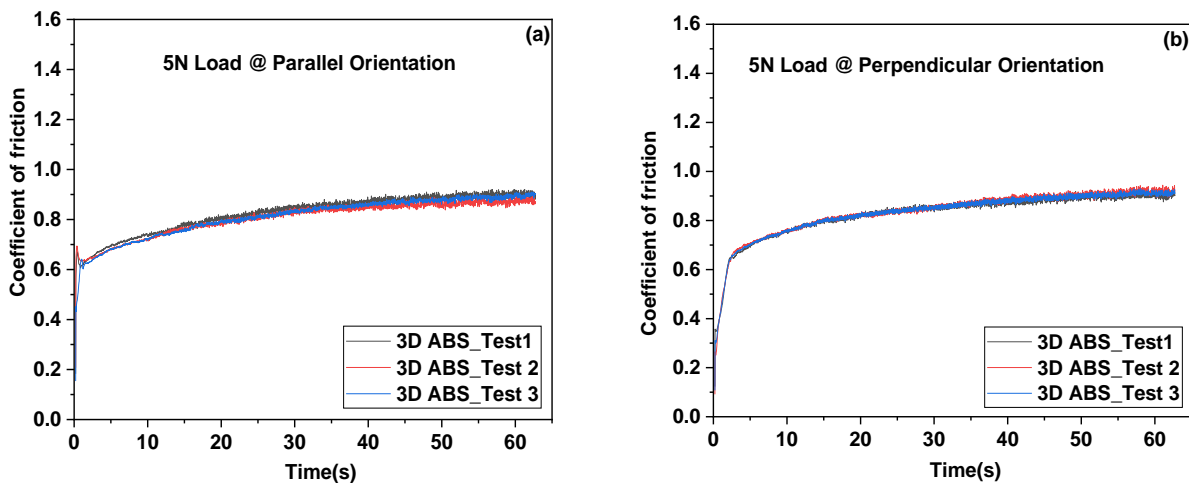 (a)
5N Load @ Parallel Orientation
Coefficient of friction
1.6
1.4
1.2
1.0
0.8
0.6
0.4
0.2
0.0
3D ABS_Test1
3D ABS_Test 2
3D ABS_Test 3
0 10 20 30 40 50 60
Time(s)
(b)
5N Load @ Perpendicular Orientation
Coefficient of friction
1.6
1.4
1.2
1.0
0.8
0.6
0.4
0.2
0.0
3D ABS_Test1
3D ABS_Test 2
3D ABS_Test 3
0 10 20 30 40 50 60
Time(s)